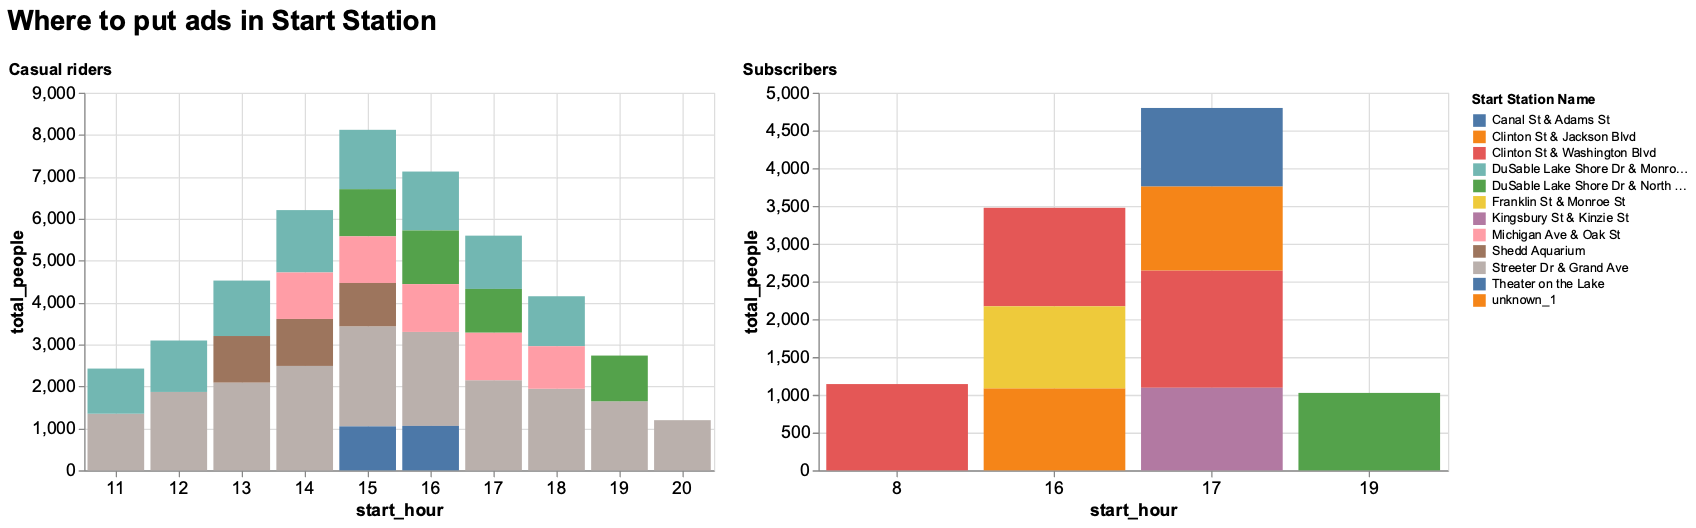 Where to put ads in Start Station
Casual riders
9,000
8,000
7,000
6,000
5,000
4,000
3,000
2,000
1,000
0
total_people
11 12 13 14 15 16 17 18 19 20
start_hour
Subscribers
5,000
4,500
4,000
3,500
3,000
2,500
2,000
1,500
1,000
500
0
total_people
8 16 17 19
start_hour
Start Station Name
Canal St & Adams St
Clinton St & Jackson Blvd
Clinton St & Washington Blvd
DuSable Lake Shore Dr & Monro…
DuSable Lake Shore Dr & North …
Franklin St & Monroe St
Kingsbury St & Kinzie St
Michigan Ave & Oak St
Shedd Aquarium
Streeter Dr & Grand Ave
Theater on the Lake
unknown_1